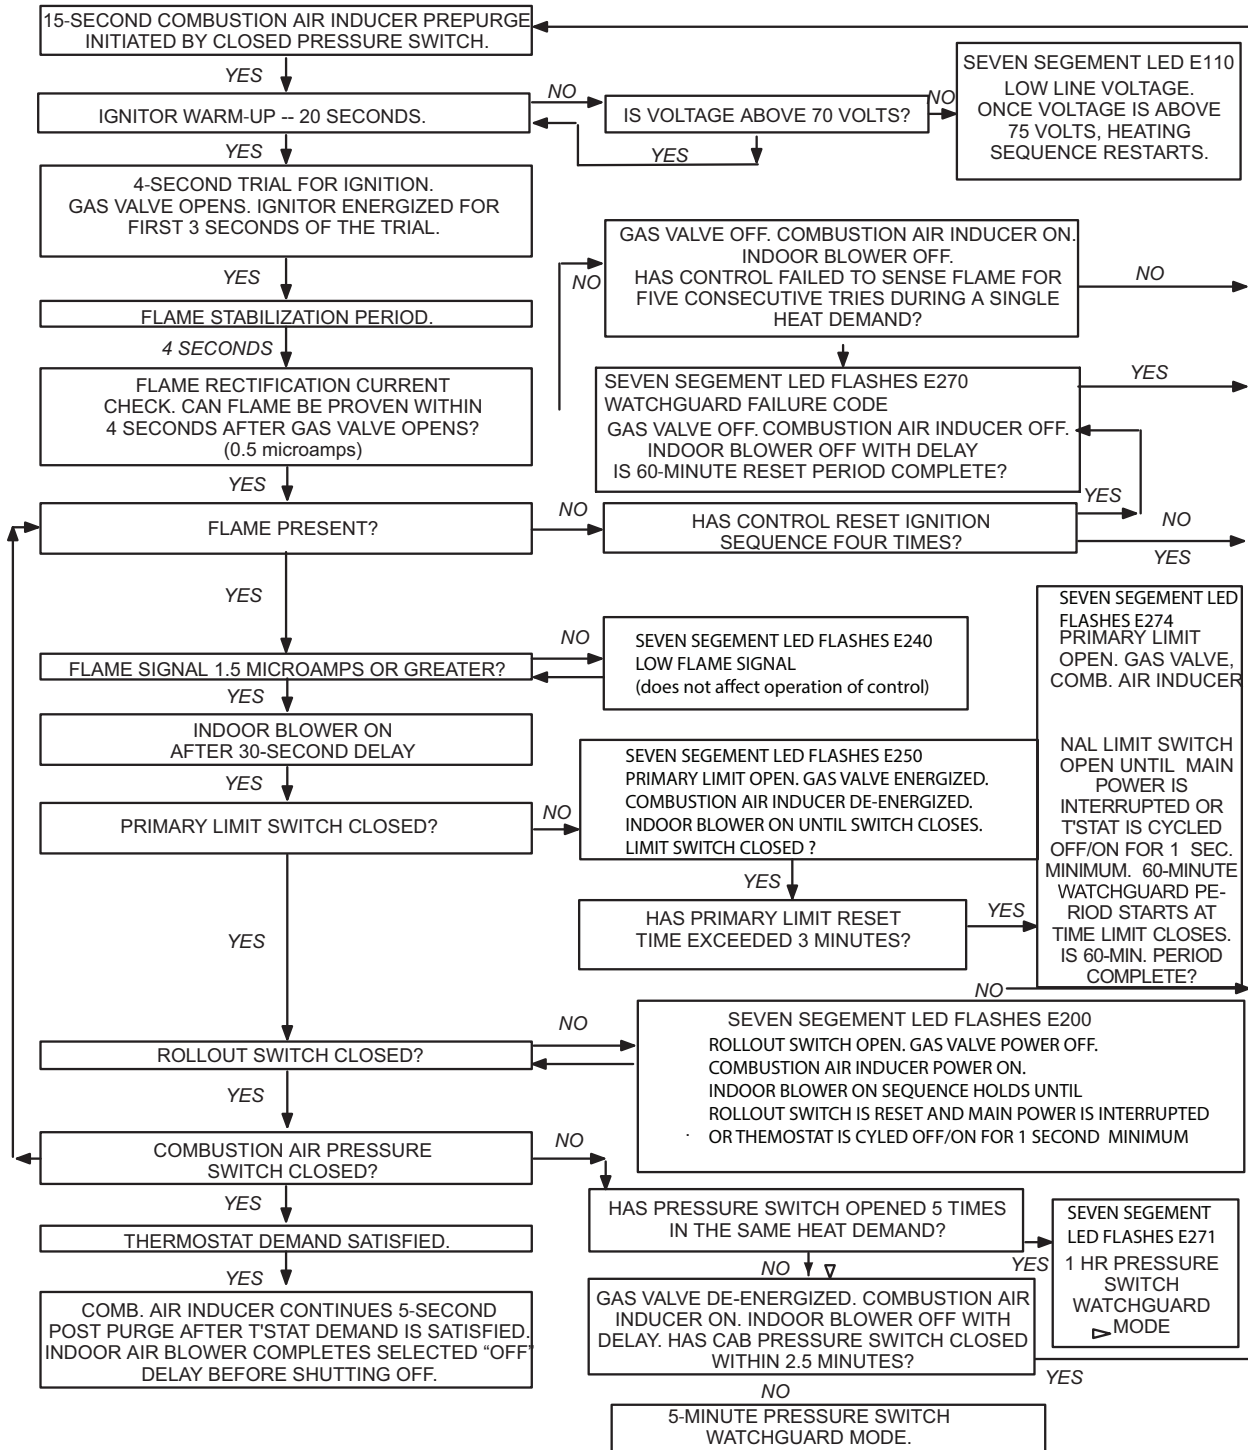 15-SECOND COMBUSTION AIR INDUCER PREPURGE
INITIATED BY CLOSED PRESSURE SWITCH.
YES
IGNITOR WARM-UP -- 20 SECONDS.
NO
IS VOLTAGE ABOVE 70 VOLTS?
NO
YES
SEVEN SEGEMENT LED E110
LOW LINE VOLTAGE.
ONCE VOLTAGE IS ABOVE
75 VOLTS, HEATING
SEQUENCE RESTARTS.
YES
4-SECOND TRIAL FOR IGNITION.
GAS VALVE OPENS. IGNITOR ENERGIZED FOR
FIRST 3 SECONDS OF THE TRIAL.
YES
FLAME STABILIZATION PERIOD.
4 SECONDS
FLAME RECTIFICATION CURRENT
CHECK. CAN FLAME BE PROVEN WITHIN
4 SECONDS AFTER GAS VALVE OPENS?
(0.5 microamps)
NO
GAS VALVE OFF. COMBUSTION AIR INDUCER ON.
INDOOR BLOWER OFF.
HAS CONTROL FAILED TO SENSE FLAME FOR
FIVE CONSECUTIVE TRIES DURING A SINGLE
HEAT DEMAND?
NO
SEVEN SEGEMENT LED FLASHES E270
WATCHGUARD FAILURE CODE
GAS VALVE OFF. COMBUSTION AIR INDUCER OFF.
INDOOR BLOWER OFF WITH DELAY
IS 60-MINUTE RESET PERIOD COMPLETE?
YES
YES
FLAME PRESENT?
NO
HAS CONTROL RESET IGNITION
SEQUENCE FOUR TIMES?
YES
NO
YES
YES
FLAME SIGNAL 1.5 MICROAMPS OR GREATER?
NO
SEVEN SEGEMENT LED FLASHES E240
LOW FLAME SIGNAL
(does not affect operation of control)
YES
INDOOR BLOWER ON
AFTER 30-SECOND DELAY
YES
PRIMARY LIMIT SWITCH CLOSED?
NO
SEVEN SEGEMENT LED FLASHES E250
PRIMARY LIMIT OPEN. GAS VALVE ENERGIZED.
COMBUSTION AIR INDUCER DE-ENERGIZED.
INDOOR BLOWER ON UNTIL SWITCH CLOSES.
LIMIT SWITCH CLOSED ?
YES
HAS PRIMARY LIMIT RESET
TIME EXCEEDED 3 MINUTES?
YES
SEVEN SEGEMENT LED
FLASHES E274
PRIMARY LIMIT
OPEN. GAS VALVE,
COMB. AIR INDUCER
NAL LIMIT SWITCH
OPEN UNTIL MAIN
POWER IS
INTERRUPTED OR
T'STAT IS CYCLED
OFF/ON FOR 1 SEC.
MINIMUM. 60-MINUTE
WATCHGUARD PE-
RIOD STARTS AT
TIME LIMIT CLOSES.
IS 60-MIN. PERIOD
COMPLETE?
NO
YES
ROLLOUT SWITCH CLOSED?
NO
SEVEN SEGEMENT LED FLASHES E200
ROLLOUT SWITCH OPEN. GAS VALVE POWER OFF.
COMBUSTION AIR INDUCER POWER ON.
INDOOR BLOWER ON SEQUENCE HOLDS UNTIL
ROLLOUT SWITCH IS RESET AND MAIN POWER IS INTERRUPTED
. OR THEMOSTAT IS CYLED OFF/ON FOR 1 SECOND MINIMUM
YES
COMBUSTION AIR PRESSURE
SWITCH CLOSED?
NO
HAS PRESSURE SWITCH OPENED 5 TIMES
IN THE SAME HEAT DEMAND?
YES
SEVEN SEGEMENT
LED FLASHES E271
1 HR PRESSURE
SWITCH
WATCHGUARD
MODE
YES
THERMOSTAT DEMAND SATISFIED.
NO
GAS VALVE DE-ENERGIZED. COMBUSTION AIR
INDUCER ON. INDOOR BLOWER OFF WITH
DELAY. HAS CAB PRESSURE SWITCH CLOSED
WITHIN 2.5 MINUTES?
YES
YES
COMB. AIR INDUCER CONTINUES 5-SECOND
POST PURGE AFTER T'STAT DEMAND IS SATISFIED.
INDOOR AIR BLOWER COMPLETES SELECTED “OFF”
DELAY BEFORE SHUTTING OFF.
NO
5-MINUTE PRESSURE SWITCH
WATCHGUARD MODE.